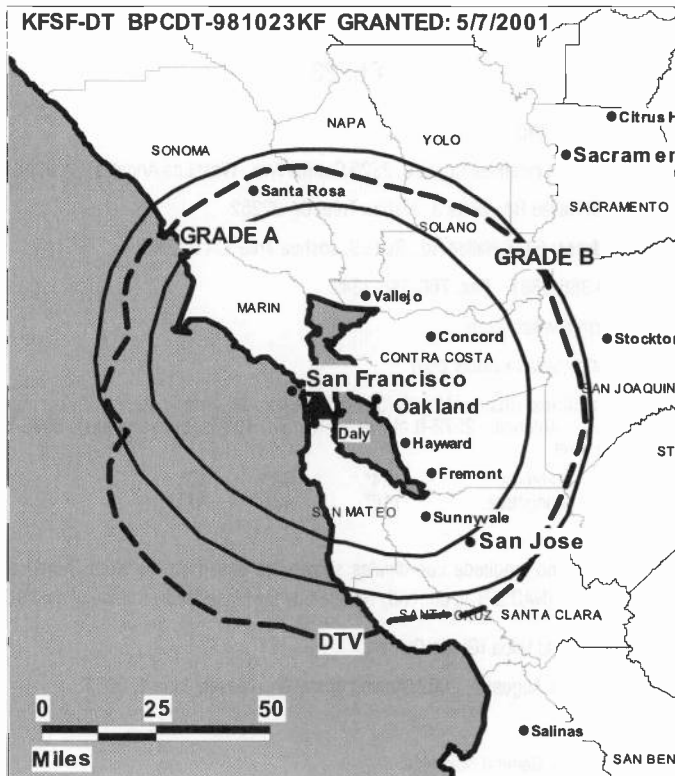 KFSF-DT BPCDT-981023KF GRANTED: 5/7/2001
NAPA
Citrus H
SONOMA
YOLO
Sacramen
Santa Rosa
SACRAMENTO
SOLANO
GRADE A
GRADE B
Vallejo
MARIN
Concord
Stockton
CONTRA COSTA
San Francisco
SAN JOAQUIN
Oakland
Daly
Hayward
ST
Fremont
SAN MATEO
Sunnyvale
San Jose
SANTA CRUZ
SANTA CLARA
DTV
0 25 50
Miles
Salinas
SAN BEN